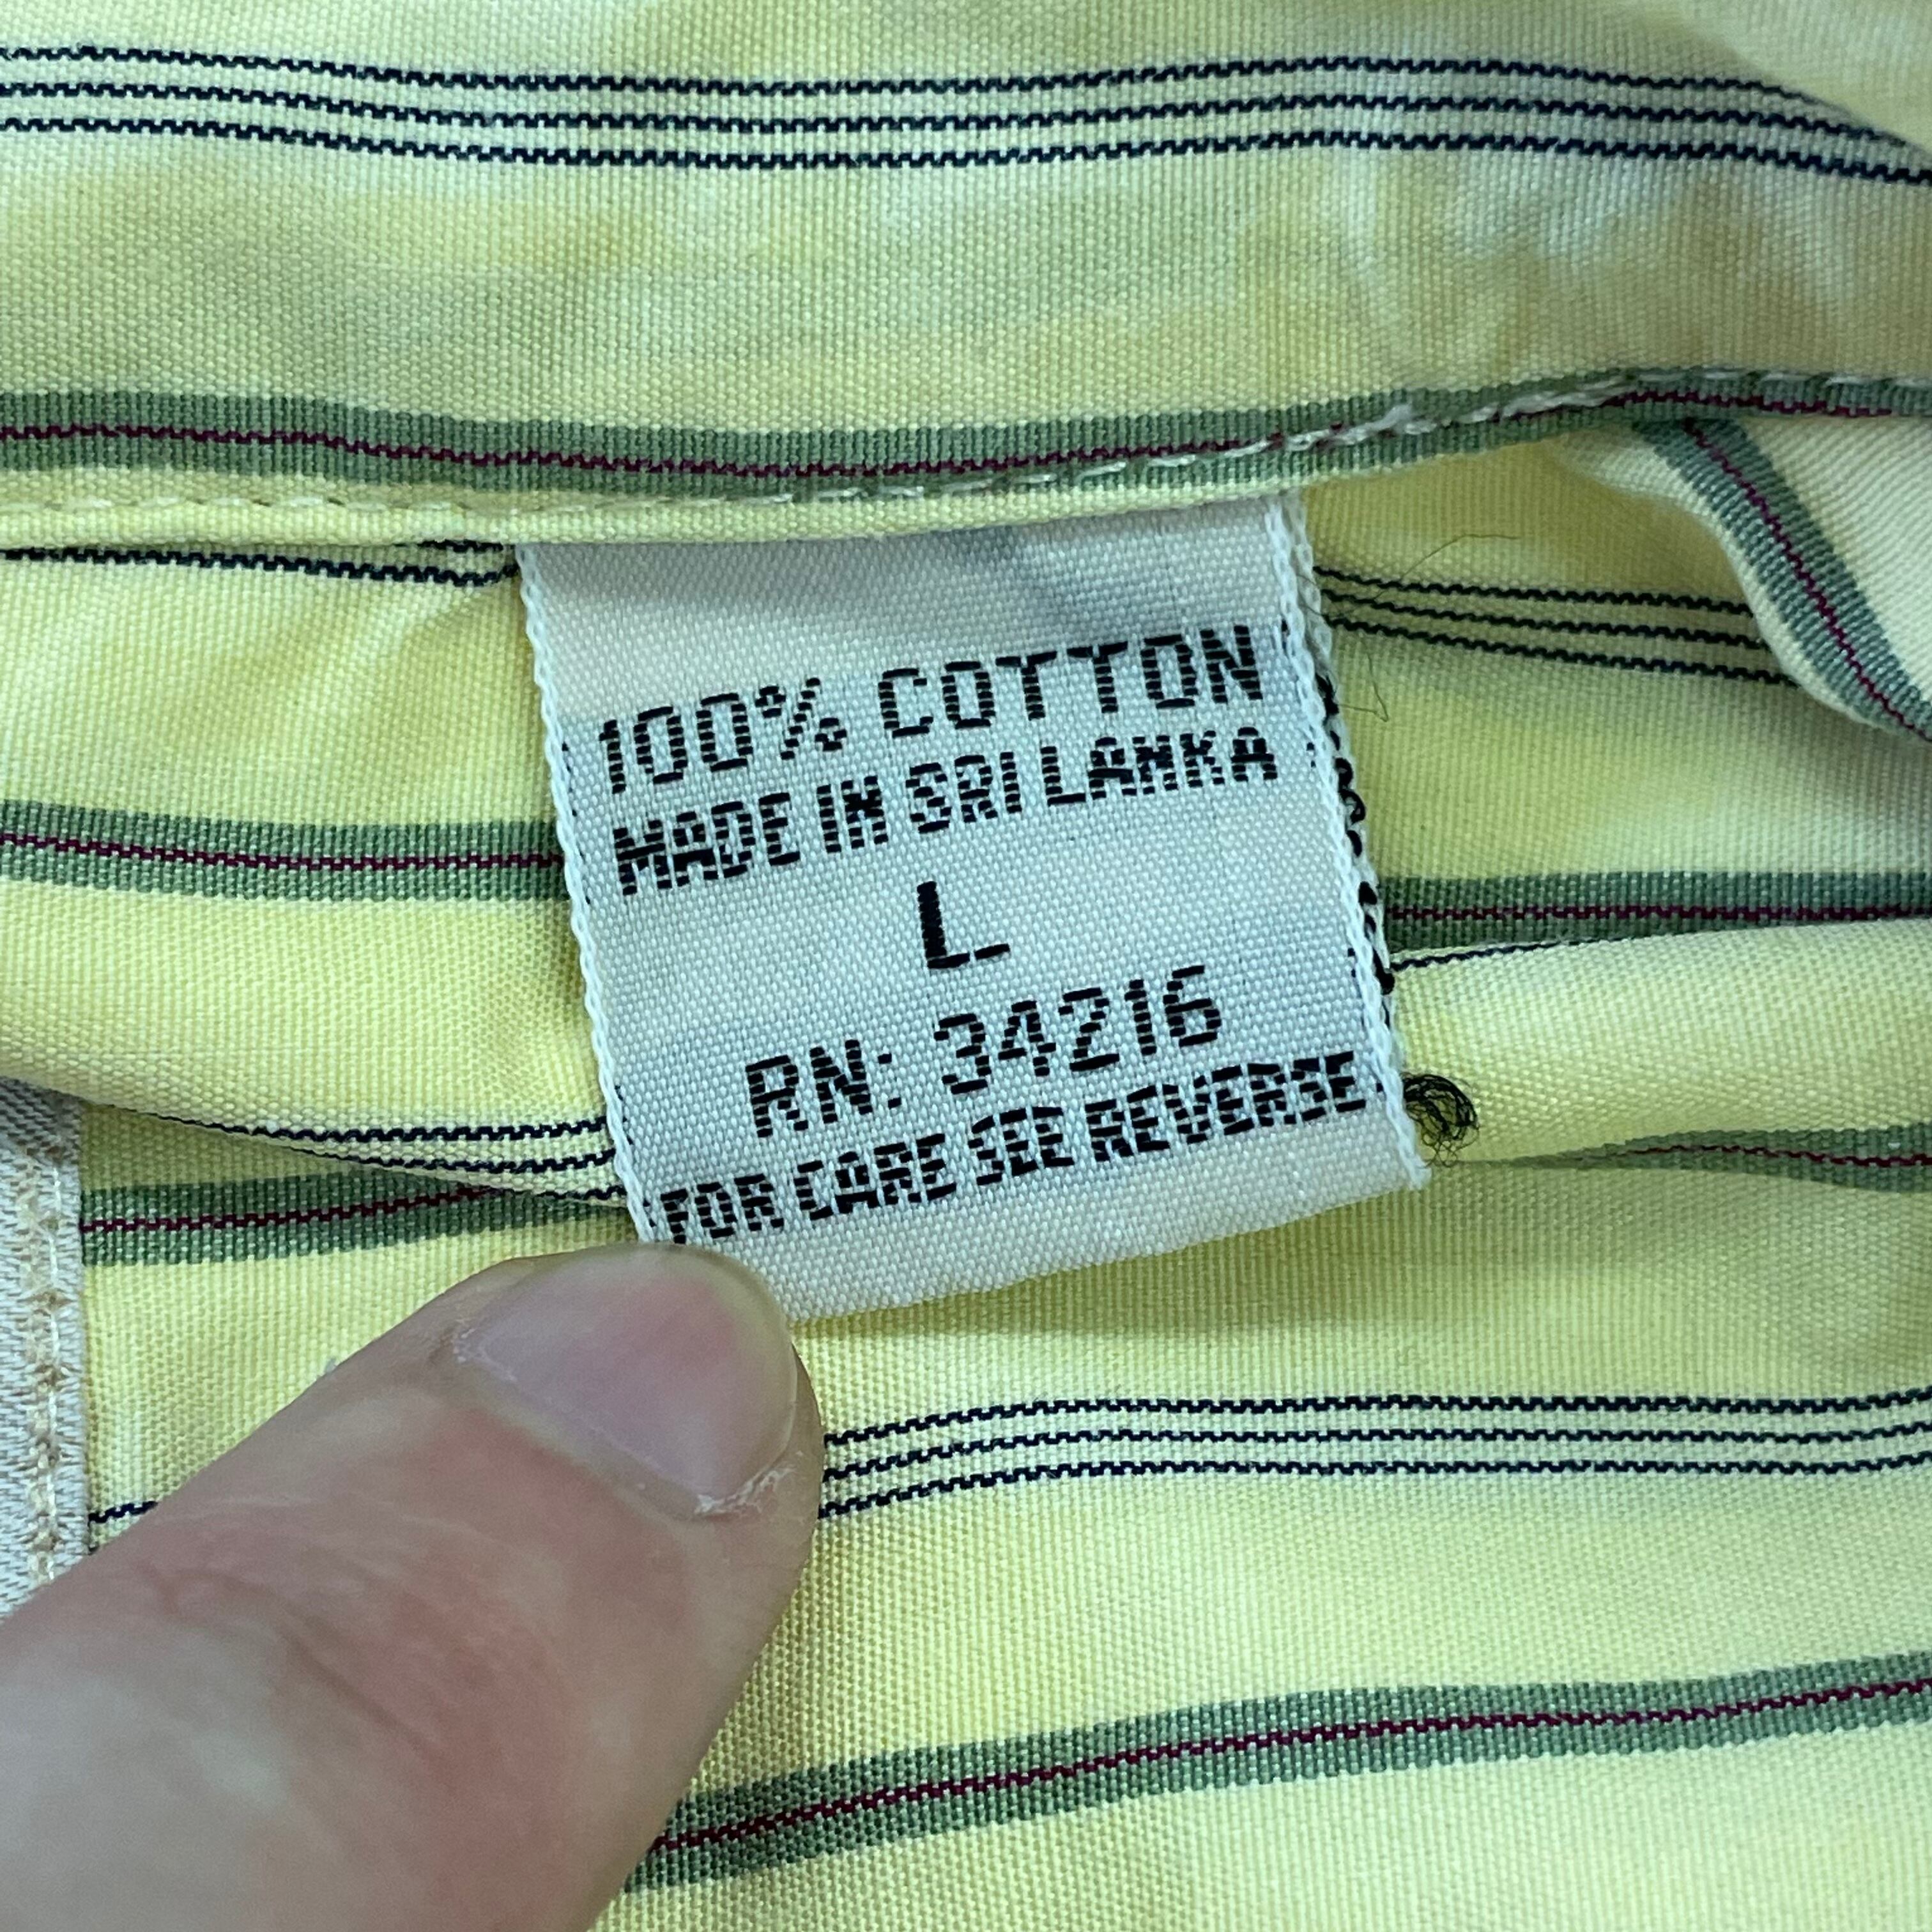 100% COTTON
MADE IN SRI LANKA
L
RN: 34216
FOR CARE SEE REVERSE